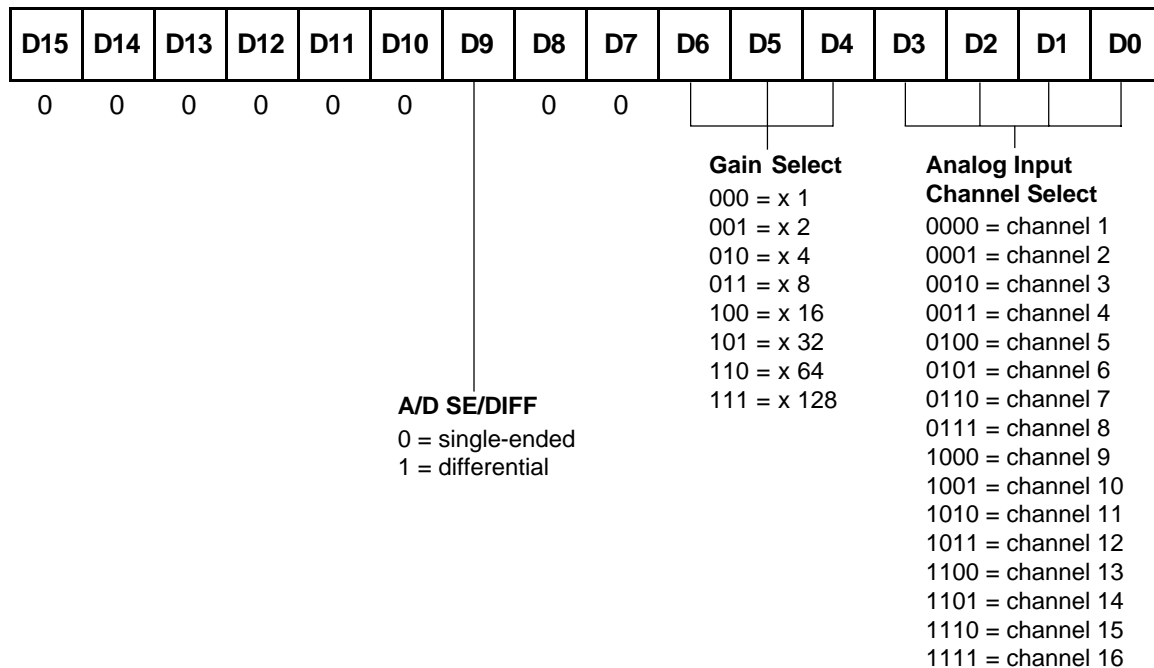 D15 D14 D13 D12 D11 D10 D9 D8 D7 D6 D5 D4 D3 D2 D1 D0
0 0 0 0 0 0 0 0
Gain Select
000 = x 1
001 = x 2
010 = x 4
011 = x 8
100 = x 16
101 = x 32
110 = x 64
111 = x 128
Analog Input
Channel Select
0000 = channel 1
0001 = channel 2
0010 = channel 3
0011 = channel 4
0100 = channel 5
0101 = channel 6
0110 = channel 7
0111 = channel 8
1000 = channel 9
1001 = channel 10
1010 = channel 11
1011 = channel 12
1100 = channel 13
1101 = channel 14
1110 = channel 15
1111 = channel 16
A/D SE/DIFF
0 = single-ended
1 = differential